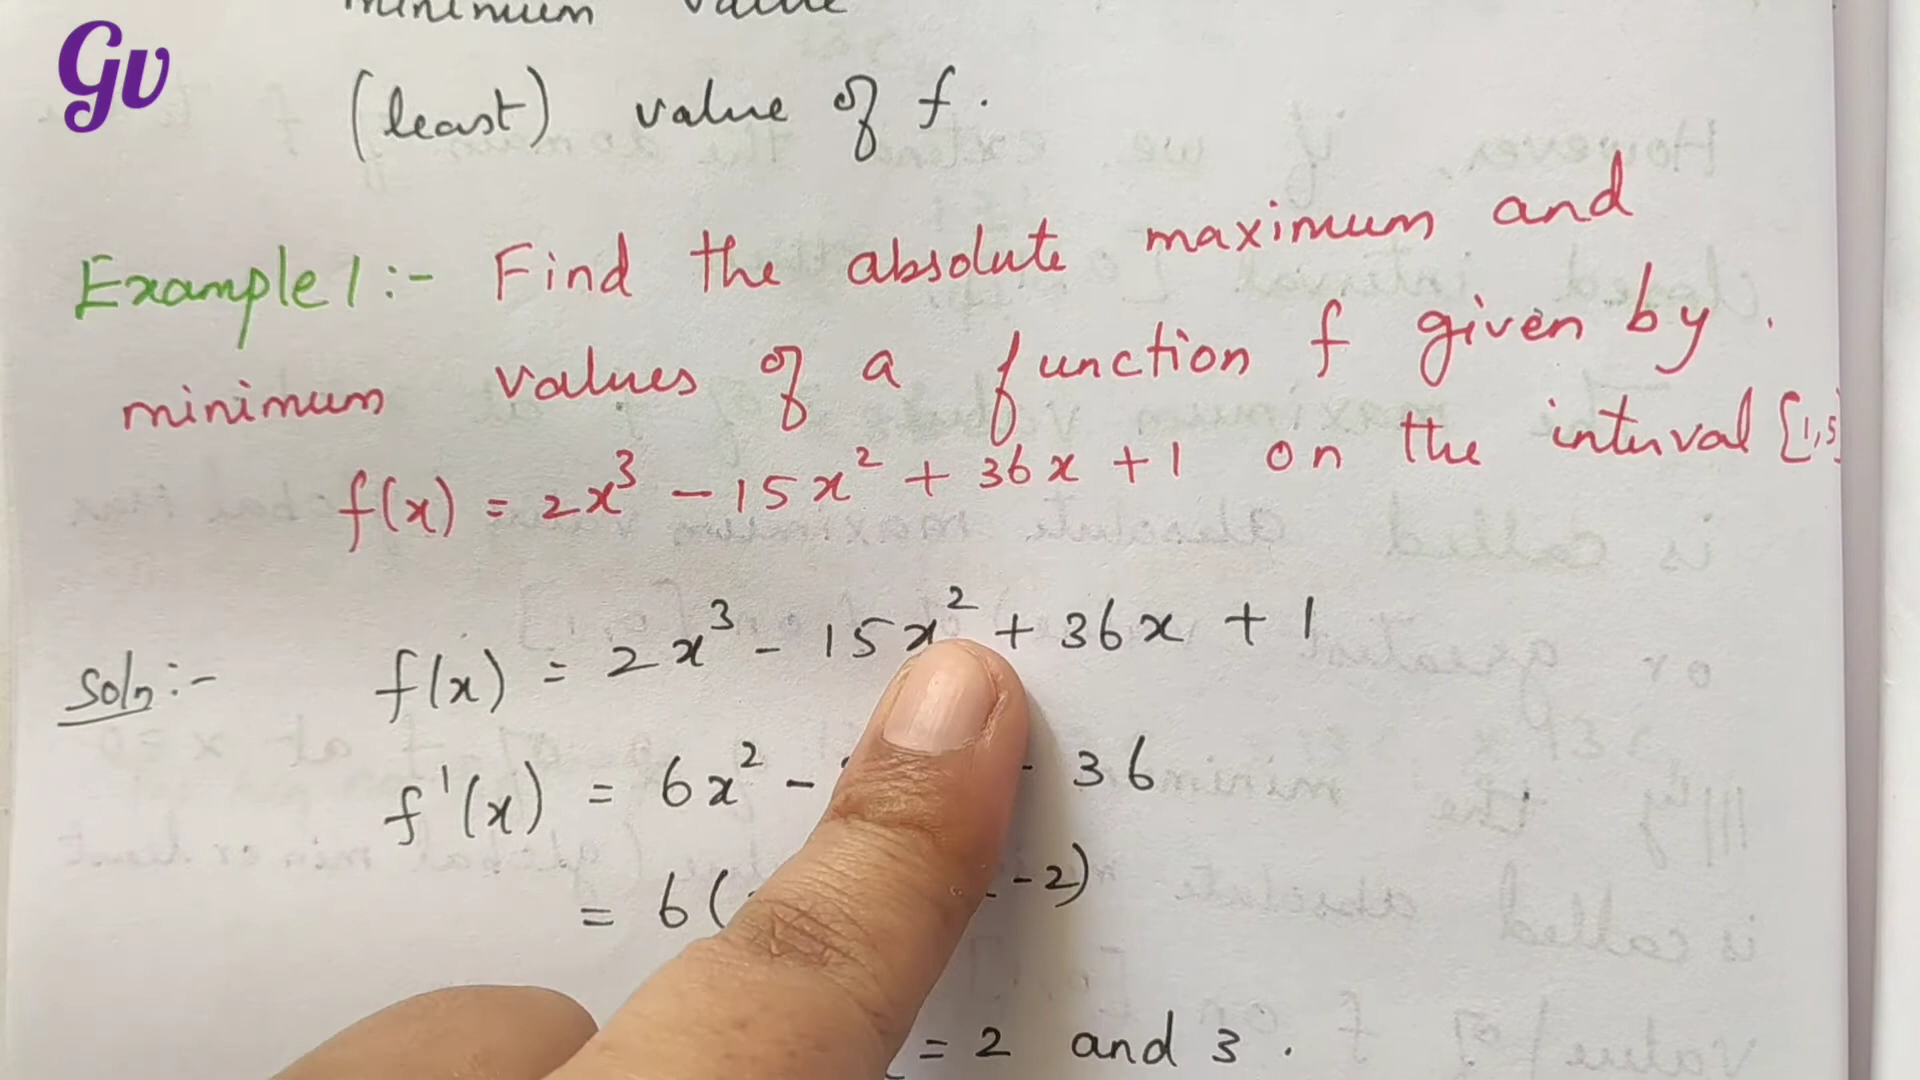 Gv
(least) value of f.
Example 1 :- Find the absolute maximum and
minimum values of a function f given by.
f(x) = 2x³ - 15x² + 36x + 1 on the interval [1,5]
Soln :- f(x) = 2x³ - 15x² + 36x + 1
f'(x) = 6x² - 36
= 6( -2)
= 2 and 3.